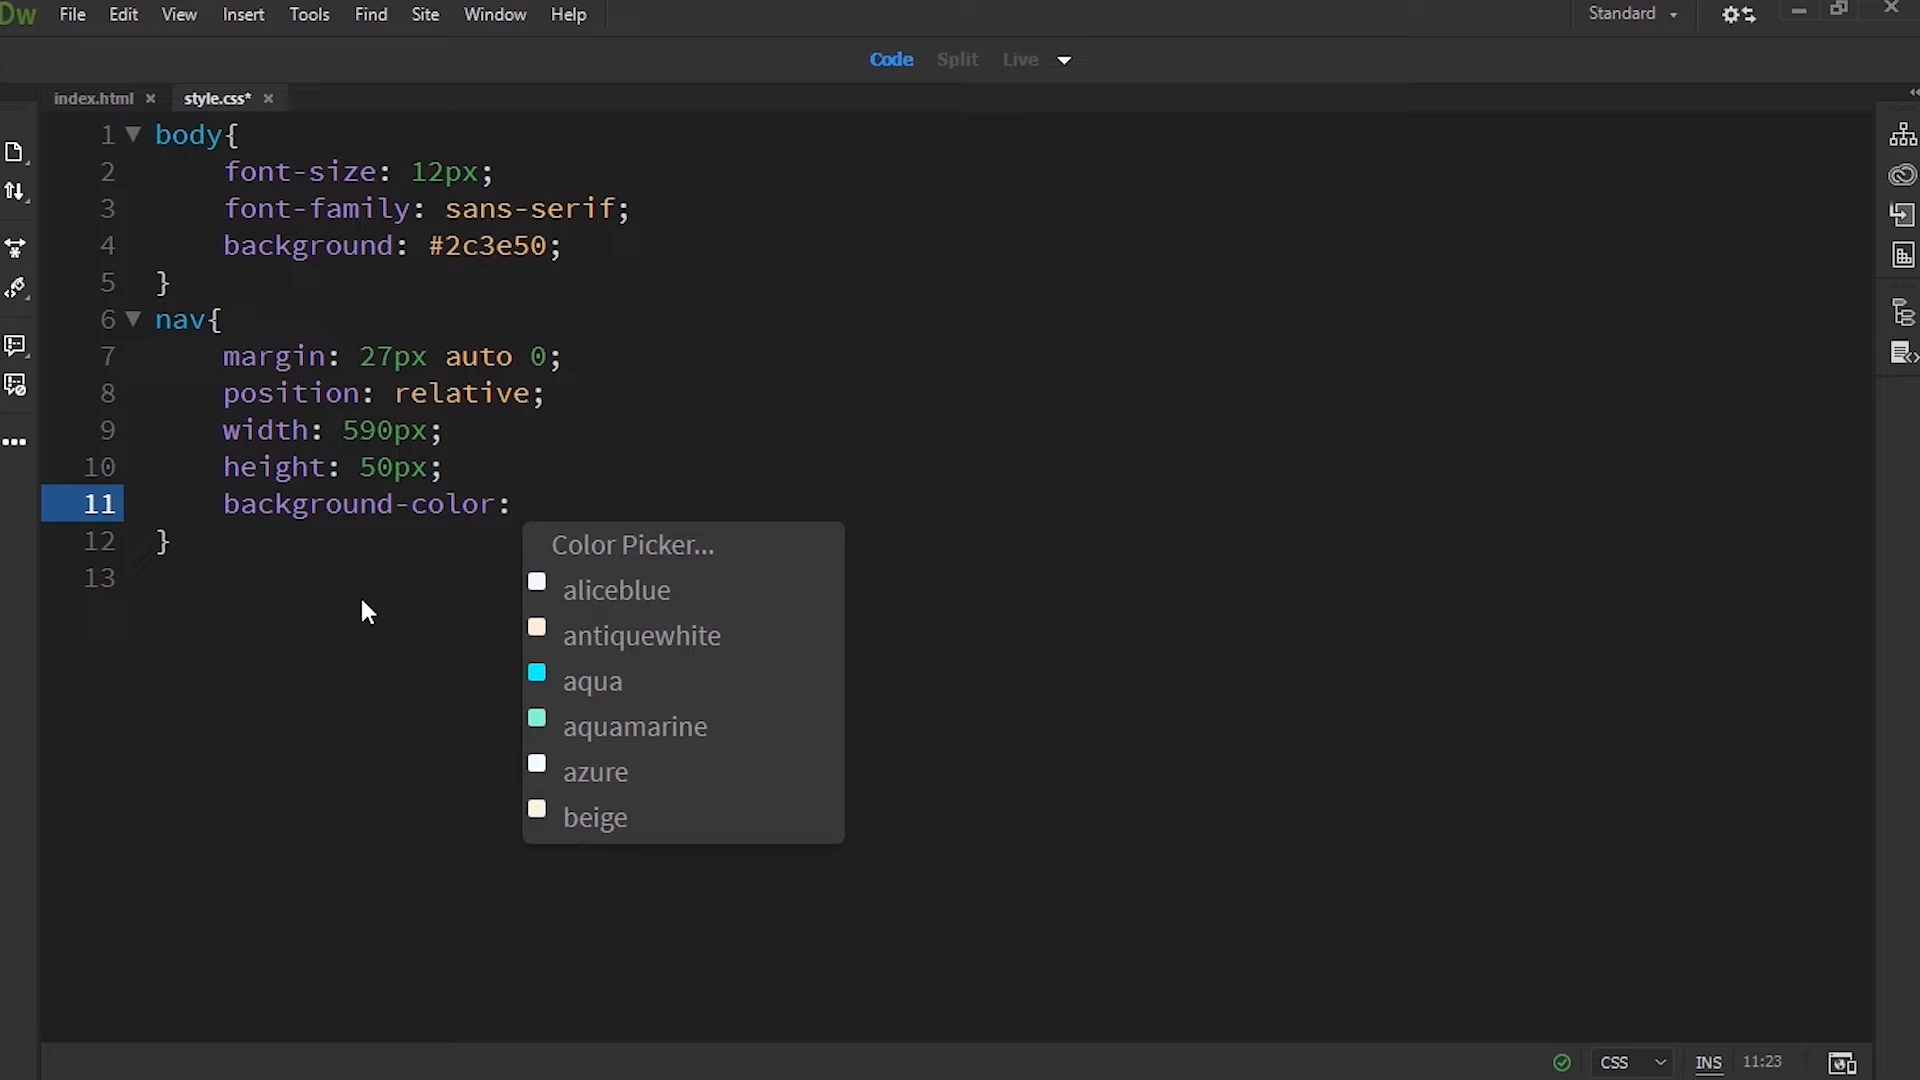 Dw File Edit View Insert Tools Find Site Window Help Standard
Code Split Live
index.html style.css*
1 body{
2 font-size: 12px;
3 font-family: sans-serif;
4 background: #2c3e50;
5 }
6 nav{
7 margin: 27px auto 0;
8 position: relative;
9 width: 590px;
10 height: 50px;
11 background-color:
12 }
13
Color Picker...
aliceblue
antiquewhite
aqua
aquamarine
azure
beige
CSS INS 11:23